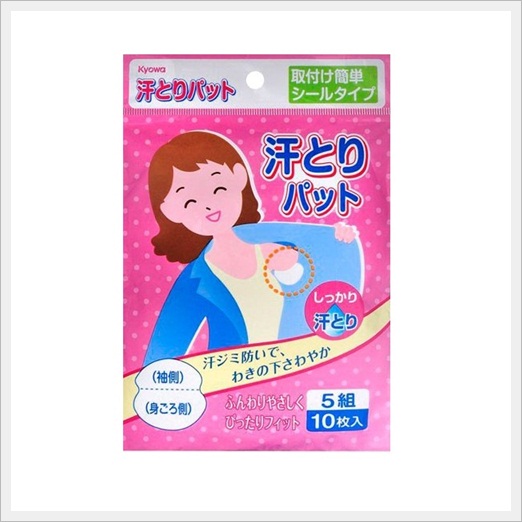 Kyowa
汗とりパット
取付け簡単
シールタイプ
汗とり
パット
しっかり
汗とり
汗ジミ防いで、
わきの下さわやか
(袖側)
(身ごろ側)
ふんわりやさしく
ぴったりフィット
5組
10枚入